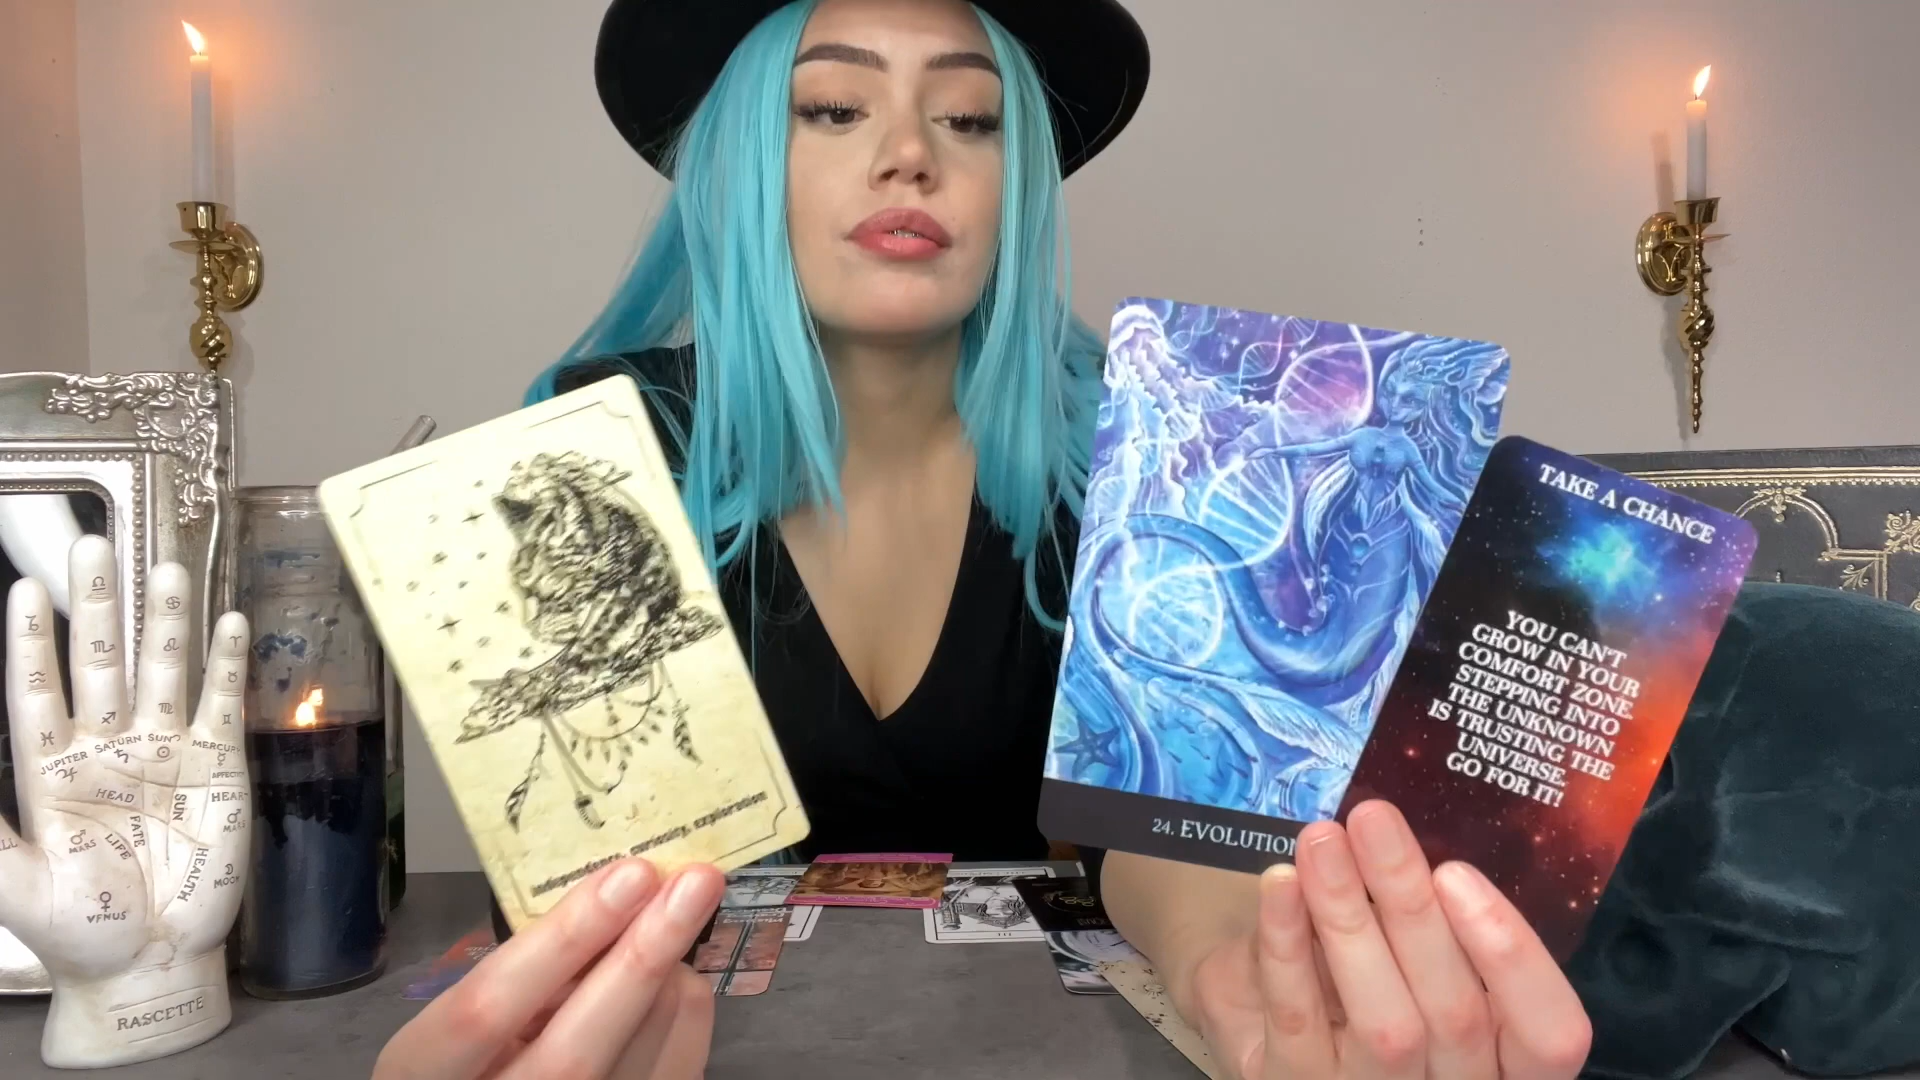 independence, curiosity, exploration
24. EVOLUTION
TAKE A CHANCE
YOU CAN'T
GROW IN YOUR
COMFORT ZONE.
STEPPING INTO
THE UNKNOWN
IS TRUSTING THE
UNIVERSE.
GO FOR IT!
JUPITER
SATURN
SUN
MERCURY
HEAD
SUN
HEART
FATE
MARS
LIFE
MARS
HEALTH
MOON
VENUS
RASCETTE
III